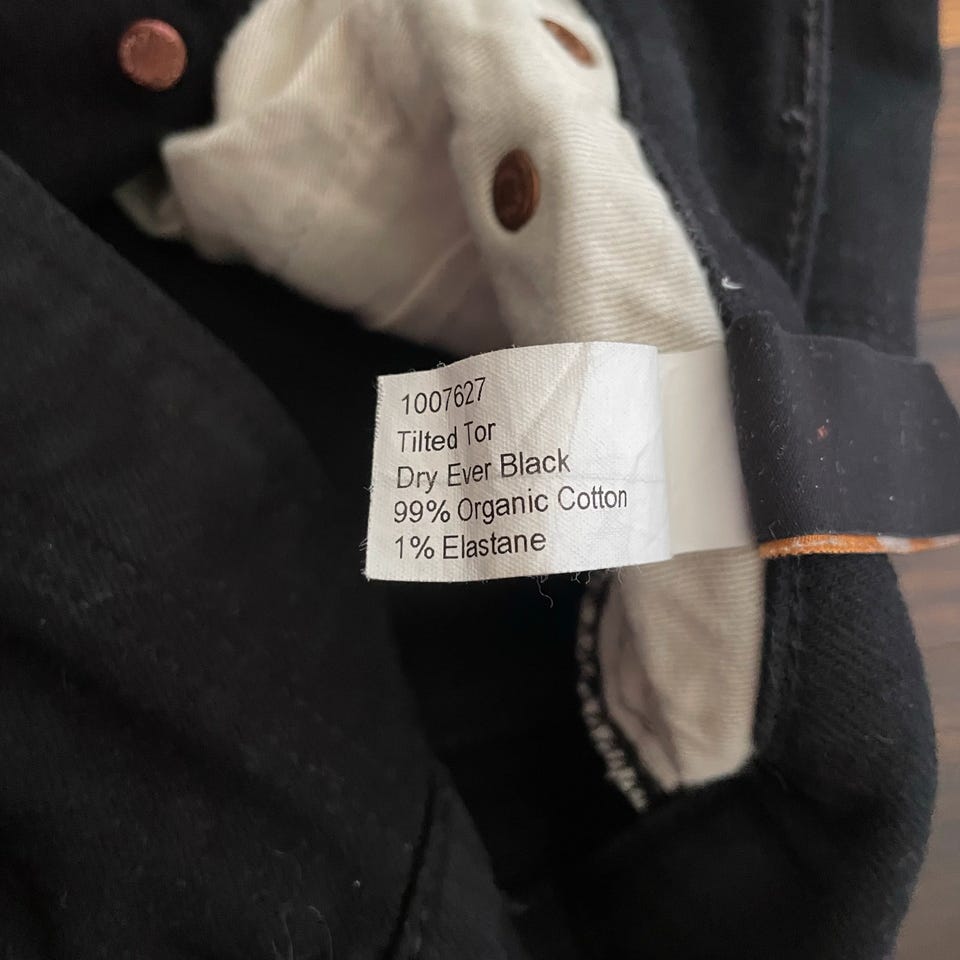 1007627
Tilted Tor
Dry Ever Black
99% Organic Cotton
1% Elastane